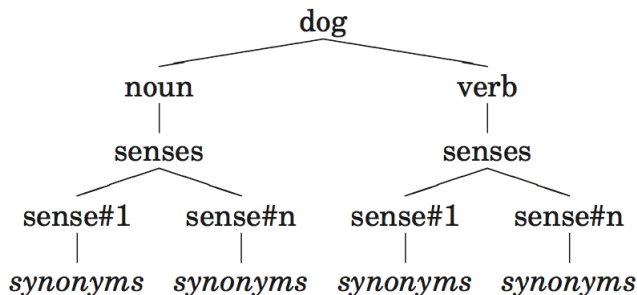 dog
noun verb
senses senses
sense#1 sense#n sense#1 sense#n
synonyms synonyms synonyms synonyms